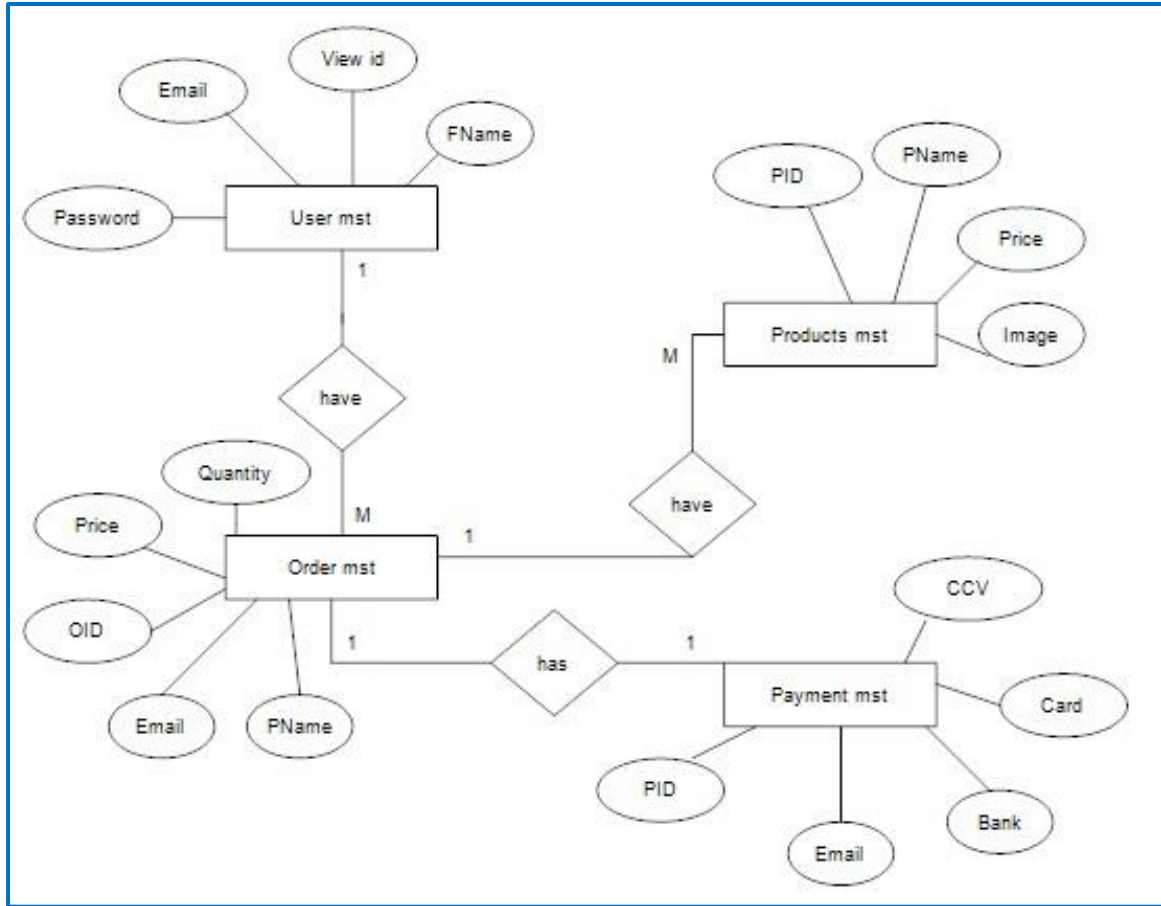 View id
Email
FName
Password
User mst
1
have
M
PID
PName
Price
Image
Products mst
M
have
1
Quantity
Price
OID
Order mst
Email
PName
1
has
1
CCV
Card
Payment mst
PID
Email
Bank